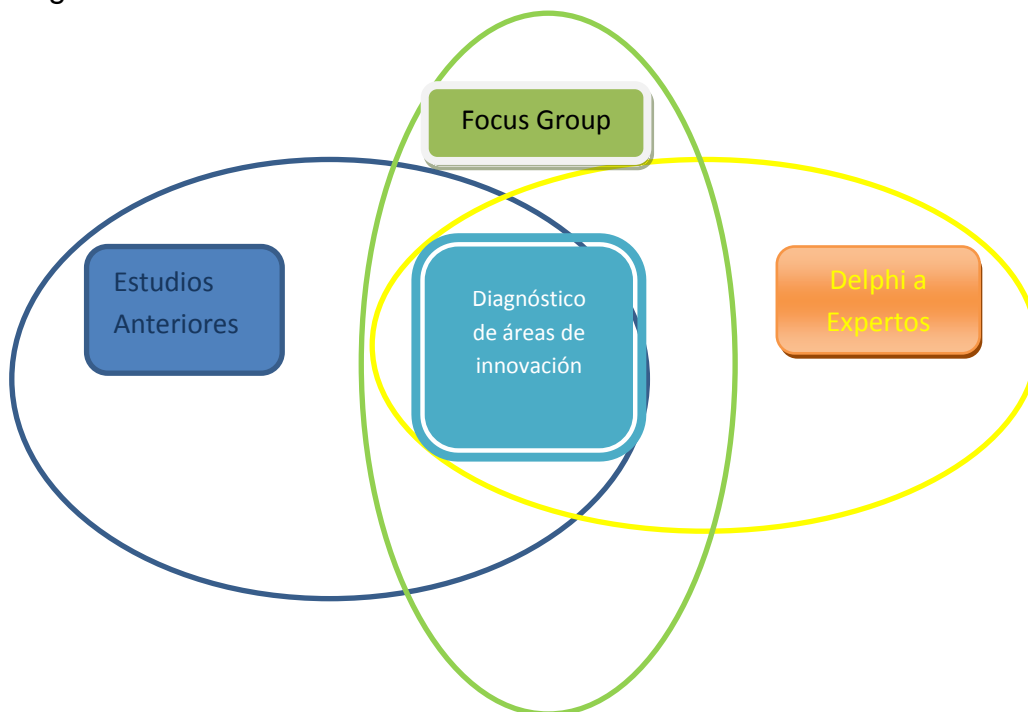 Focus Group
Estudios
Anteriores
Diagnóstico
de áreas de
innovación
Delphi a
Expertos